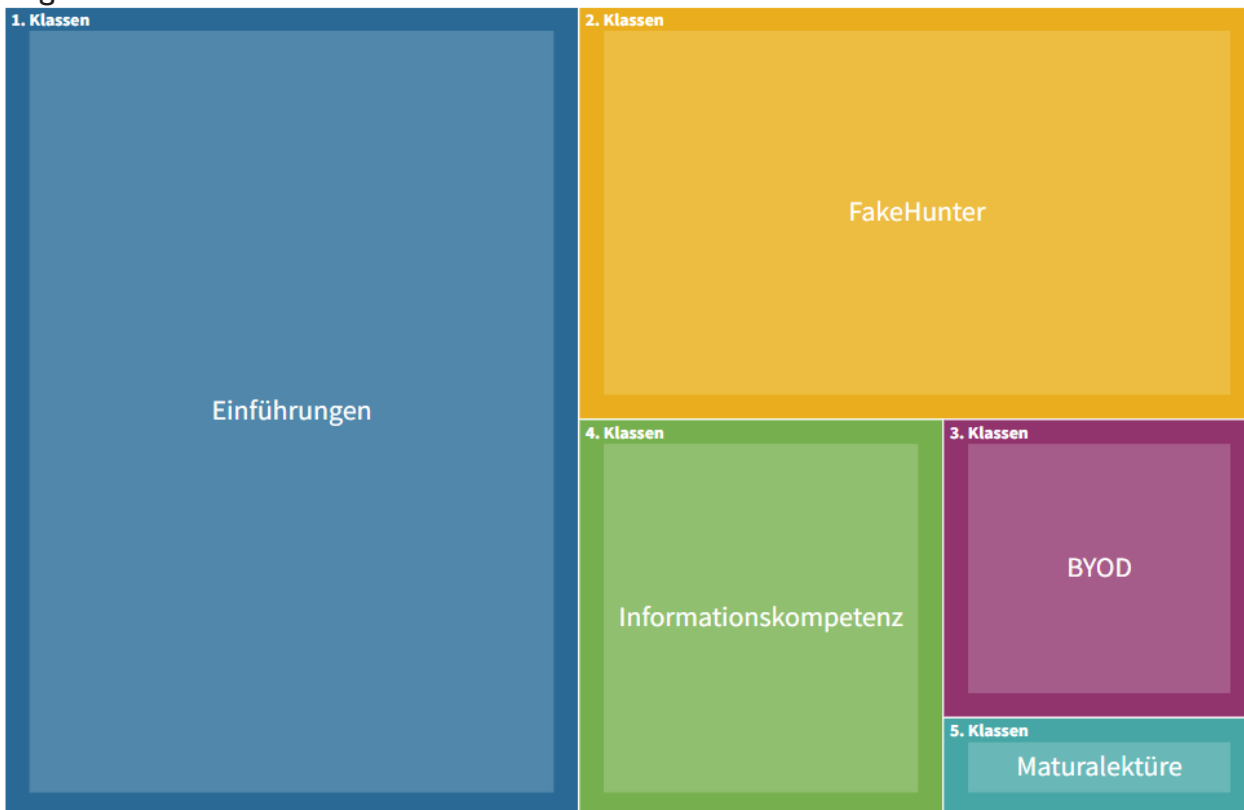 1. Klassen
Einführungen
2. Klassen
FakeHunter
4. Klassen
Informationskompetenz
3. Klassen
BYOD
5. Klassen
Maturalektüre